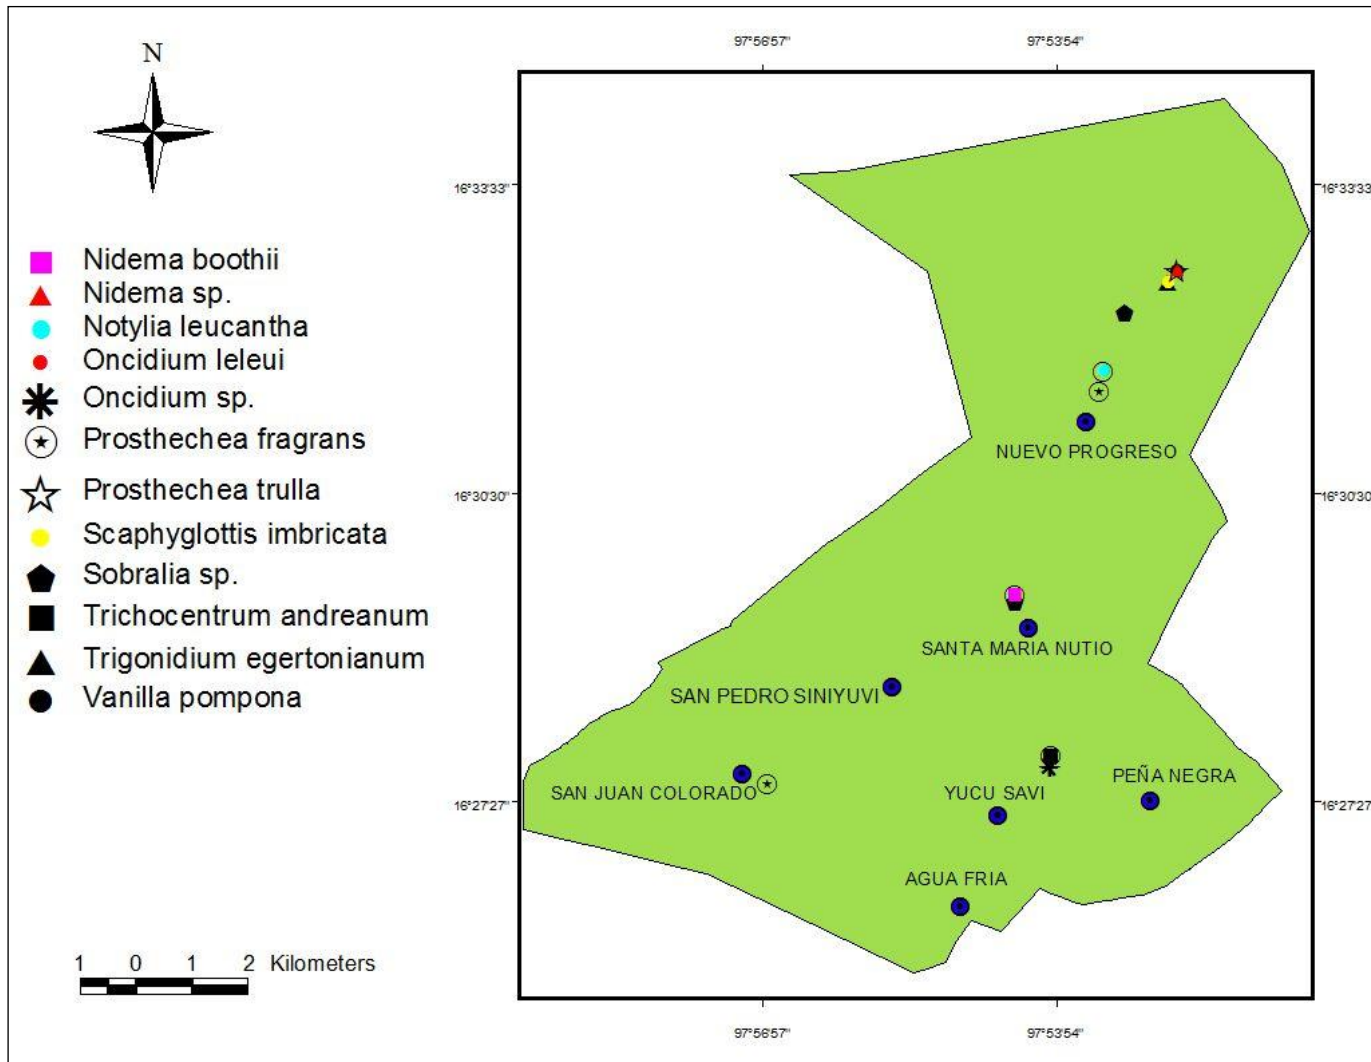 N
97°56'57"
97°53'54"
16°33'33"
16°33'33"
Nidema boothii
Nidema sp.
Notylia leucantha
Oncidium leleui
Oncidium sp.
Prosthechea fragrans
Prosthechea trulla
Scaphyglottis imbricata
Sobralia sp.
Trichocentrum andreanum
Trigonidium egertonianum
Vanilla pompona
NUEVO PROGRESO
16°30'30"
16°30'30"
SANTA MARIA NUTIO
SAN PEDRO SINIYUVI
SAN JUAN COLORADO
YUCU SAVI
PEÑA NEGRA
16°27'27"
16°27'27"
AGUA FRIA
1 0 1 2 Kilometers
97°56'57"
97°53'54"